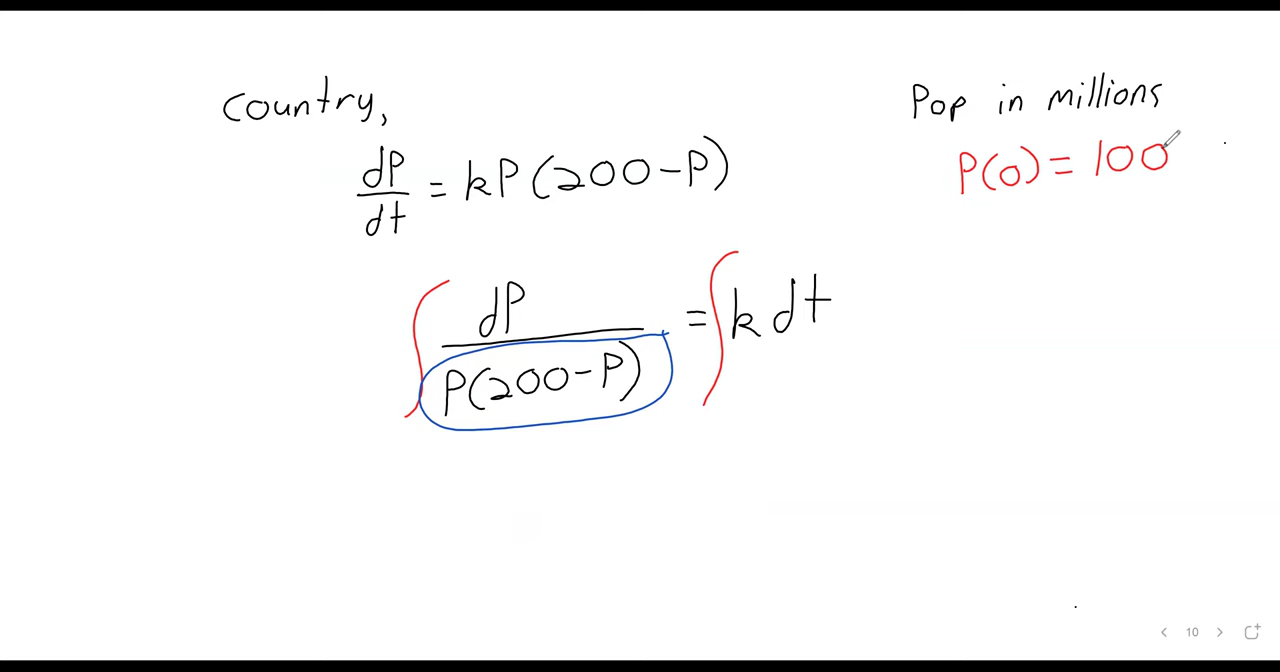 Country,
Pop in millions
dP/dt = kP(200-P)
P(0) = 100
∫ dP/P(200-P) = ∫ k dt
10